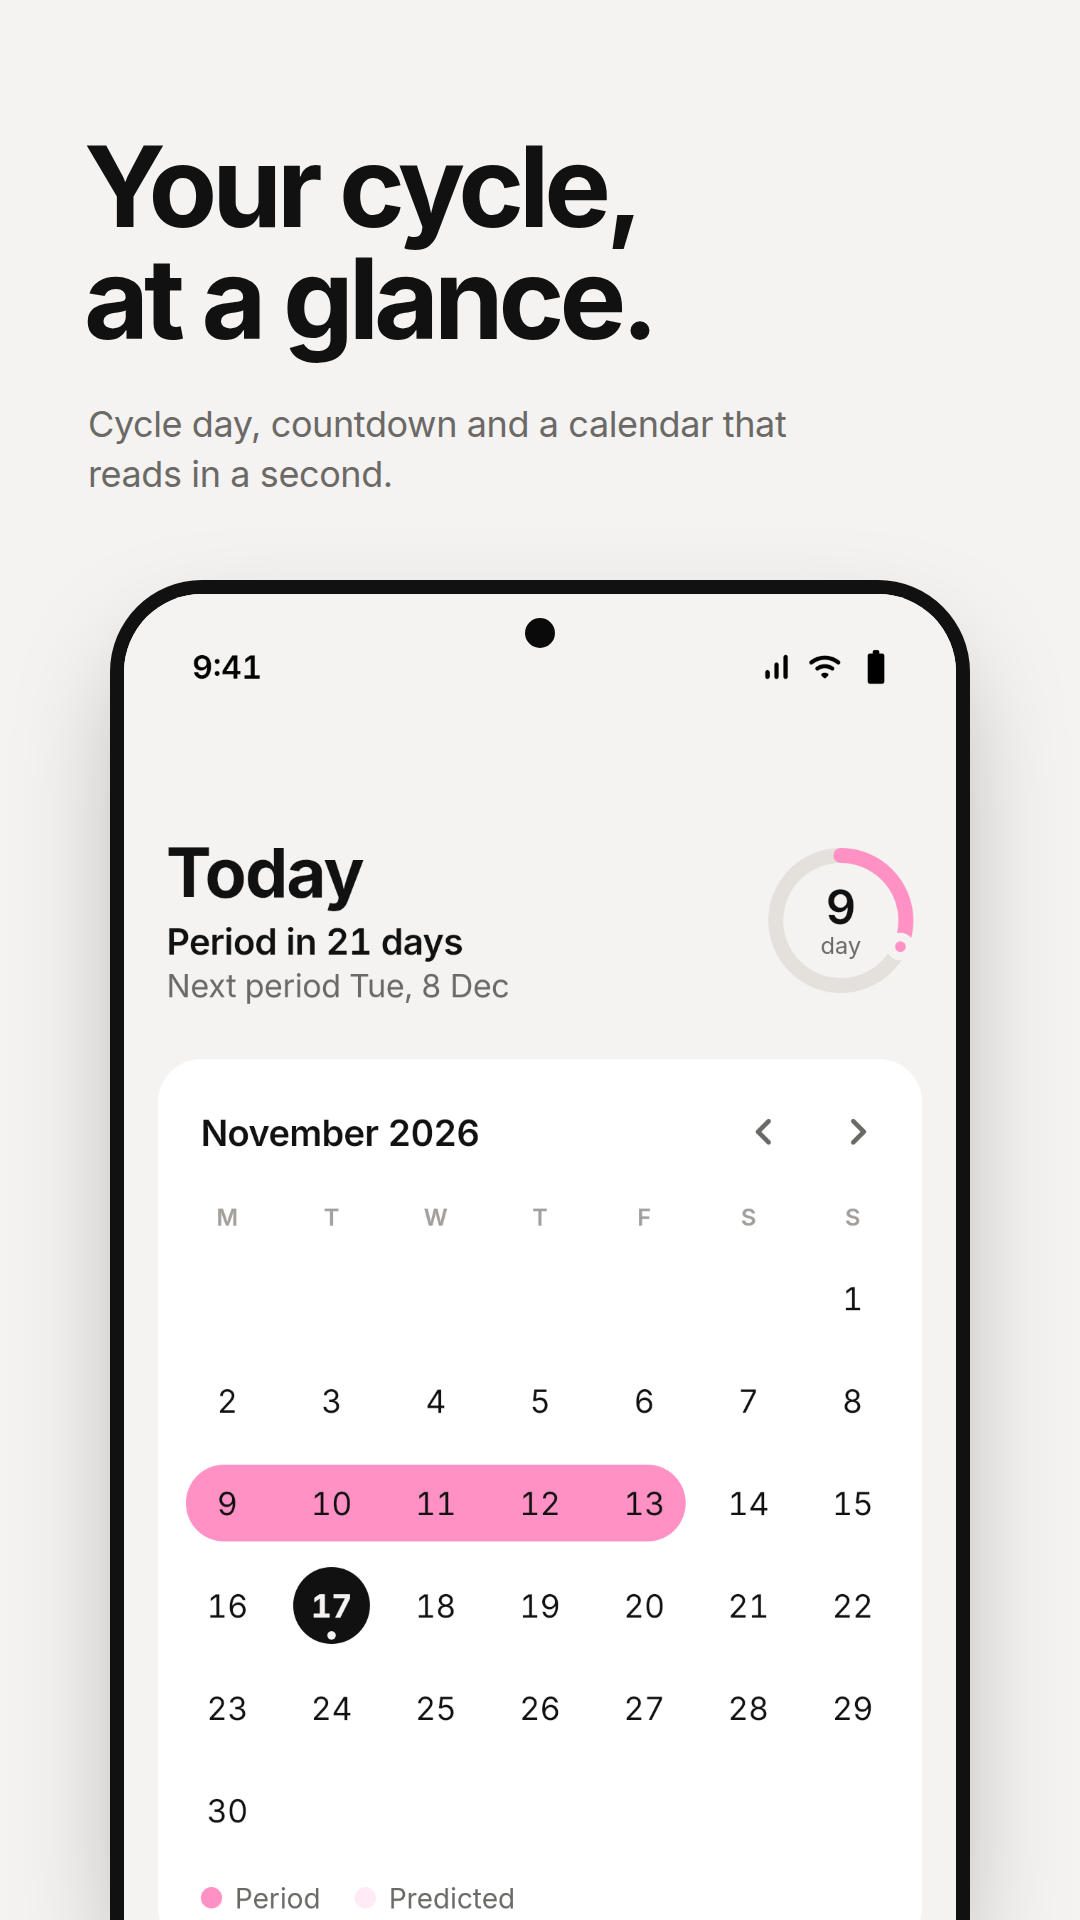 Your cycle,
at a glance.
Cycle day, countdown and a calendar that
reads in a second.
9:41
Today
Period in 21 days
Next period Tue, 8 Dec
9
day
November 2026
M T W T F S S
1
2 3 4 5 6 7 8
9 10 11 12 13 14 15
16 17 18 19 20 21 22
23 24 25 26 27 28 29
30
Period Predicted